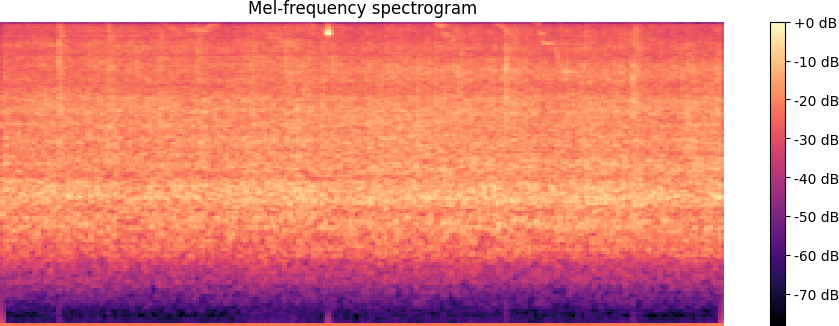 Mel-frequency spectrogram
+0 dB
-10 dB
-20 dB
-30 dB
-40 dB
-50 dB
-60 dB
-70 dB